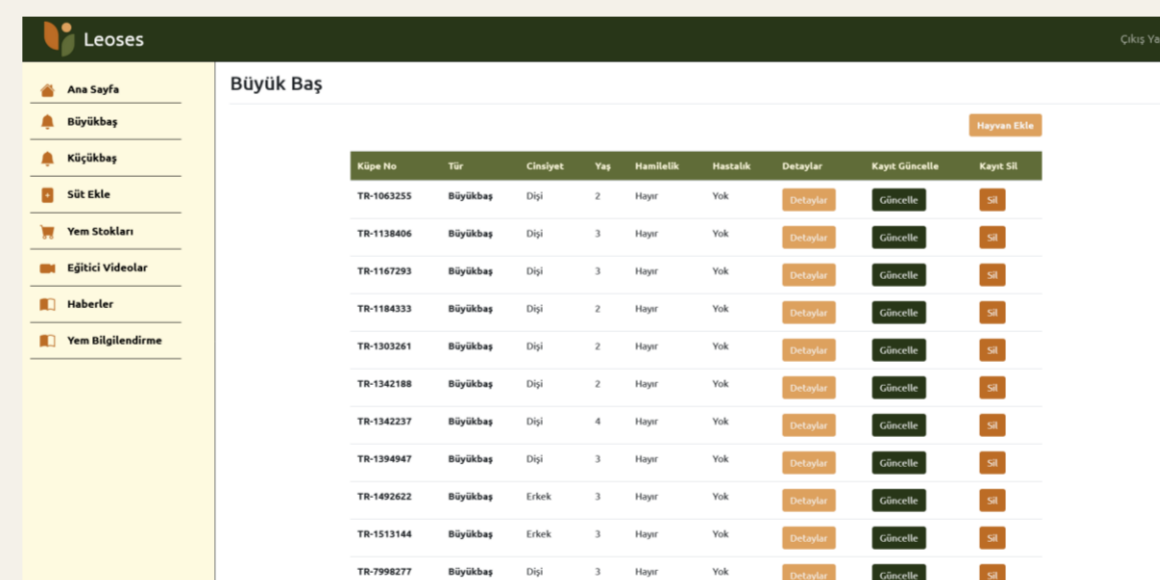 Leoses
Çıkış Ya
Ana Sayfa
Büyükbaş
Küçükbaş
Süt Ekle
Yem Stokları
Eğitici Videolar
Haberler
Yem Bilgilendirme
Büyük Baş
Hayvan Ekle
Küpe No Tür Cinsiyet Yaş Hamilelik Hastalık Detaylar Kayıt Güncelle Kayıt Sil
TR-1063255 Büyükbaş Dişi 2 Hayır Yok Detaylar Güncelle Sil
TR-1138406 Büyükbaş Dişi 3 Hayır Yok Detaylar Güncelle Sil
TR-1167293 Büyükbaş Dişi 3 Hayır Yok Detaylar Güncelle Sil
TR-1184333 Büyükbaş Dişi 2 Hayır Yok Detaylar Güncelle Sil
TR-1303261 Büyükbaş Dişi 2 Hayır Yok Detaylar Güncelle Sil
TR-1342188 Büyükbaş Dişi 2 Hayır Yok Detaylar Güncelle Sil
TR-1342237 Büyükbaş Dişi 4 Hayır Yok Detaylar Güncelle Sil
TR-1394947 Büyükbaş Dişi 3 Hayır Yok Detaylar Güncelle Sil
TR-1492622 Büyükbaş Erkek 3 Hayır Yok Detaylar Güncelle Sil
TR-1513144 Büyükbaş Erkek 3 Hayır Yok Detaylar Güncelle Sil
TR-7998277 Büyükbaş Dişi 3 Hayır Yok Detaylar Güncelle Sil